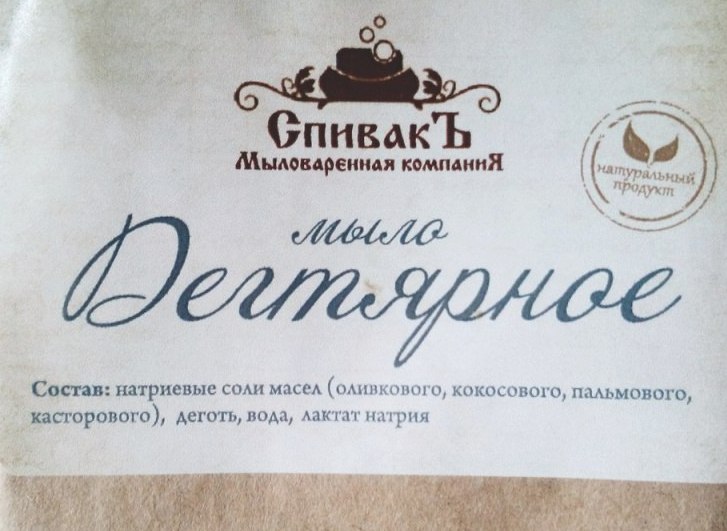 СпивакЪ
Мыловаренная компаниЯ
натуральный
продукт
мыло
Дегтярное
Состав: натриевые соли масел (оливкового, кокосового, пальмового,
касторового), деготь, вода, лактат натрия